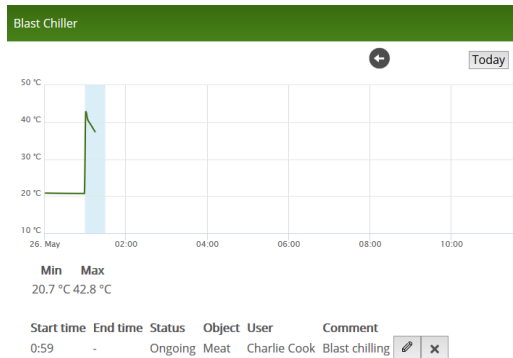 Blast Chiller
Today
50 °C
40 °C
30 °C
20 °C
10 °C
26. May 02:00 04:00 06:00 08:00 10:00
Min Max
20.7 °C 42.8 °C
Start time End time Status Object User Comment
0:59 - Ongoing Meat Charlie Cook Blast chilling